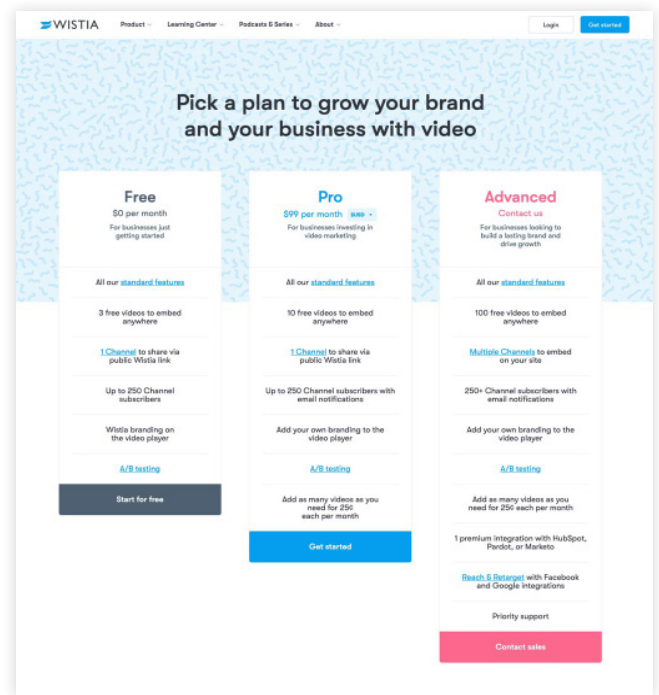 WISTIA
Product
Learning Center
Podcasts & Series
About
Login
Get started
Pick a plan to grow your brand
and your business with video
Free
$0 per month
For businesses just
getting started
All our standard features
3 free videos to embed
anywhere
1 Channel to share via
public Wistia link
Up to 250 Channel
subscribers
Wistia branding on
the video player
A/B testing
Start for free
Pro
$99 per month
For businesses investing in
video marketing
All our standard features
10 free videos to embed
anywhere
1 Channel to share via
public Wistia link
Up to 250 Channel subscribers with
email notifications
Add your own branding to the
video player
A/B testing
Add as many videos as you
need for 25¢
each per month
Get started
Advanced
Contact us
For businesses looking to
build a lasting brand and
drive growth
All our standard features
100 free videos to embed
anywhere
Multiple Channels to embed
on your site
250+ Channel subscribers with
email notifications
Add your own branding to the
video player
A/B testing
Add as many videos as you
need for 25¢ each per month
1 premium integration with HubSpot,
Pardot, or Marketo
Reach & Retarget with Facebook
and Google integrations
Priority support
Contact sales